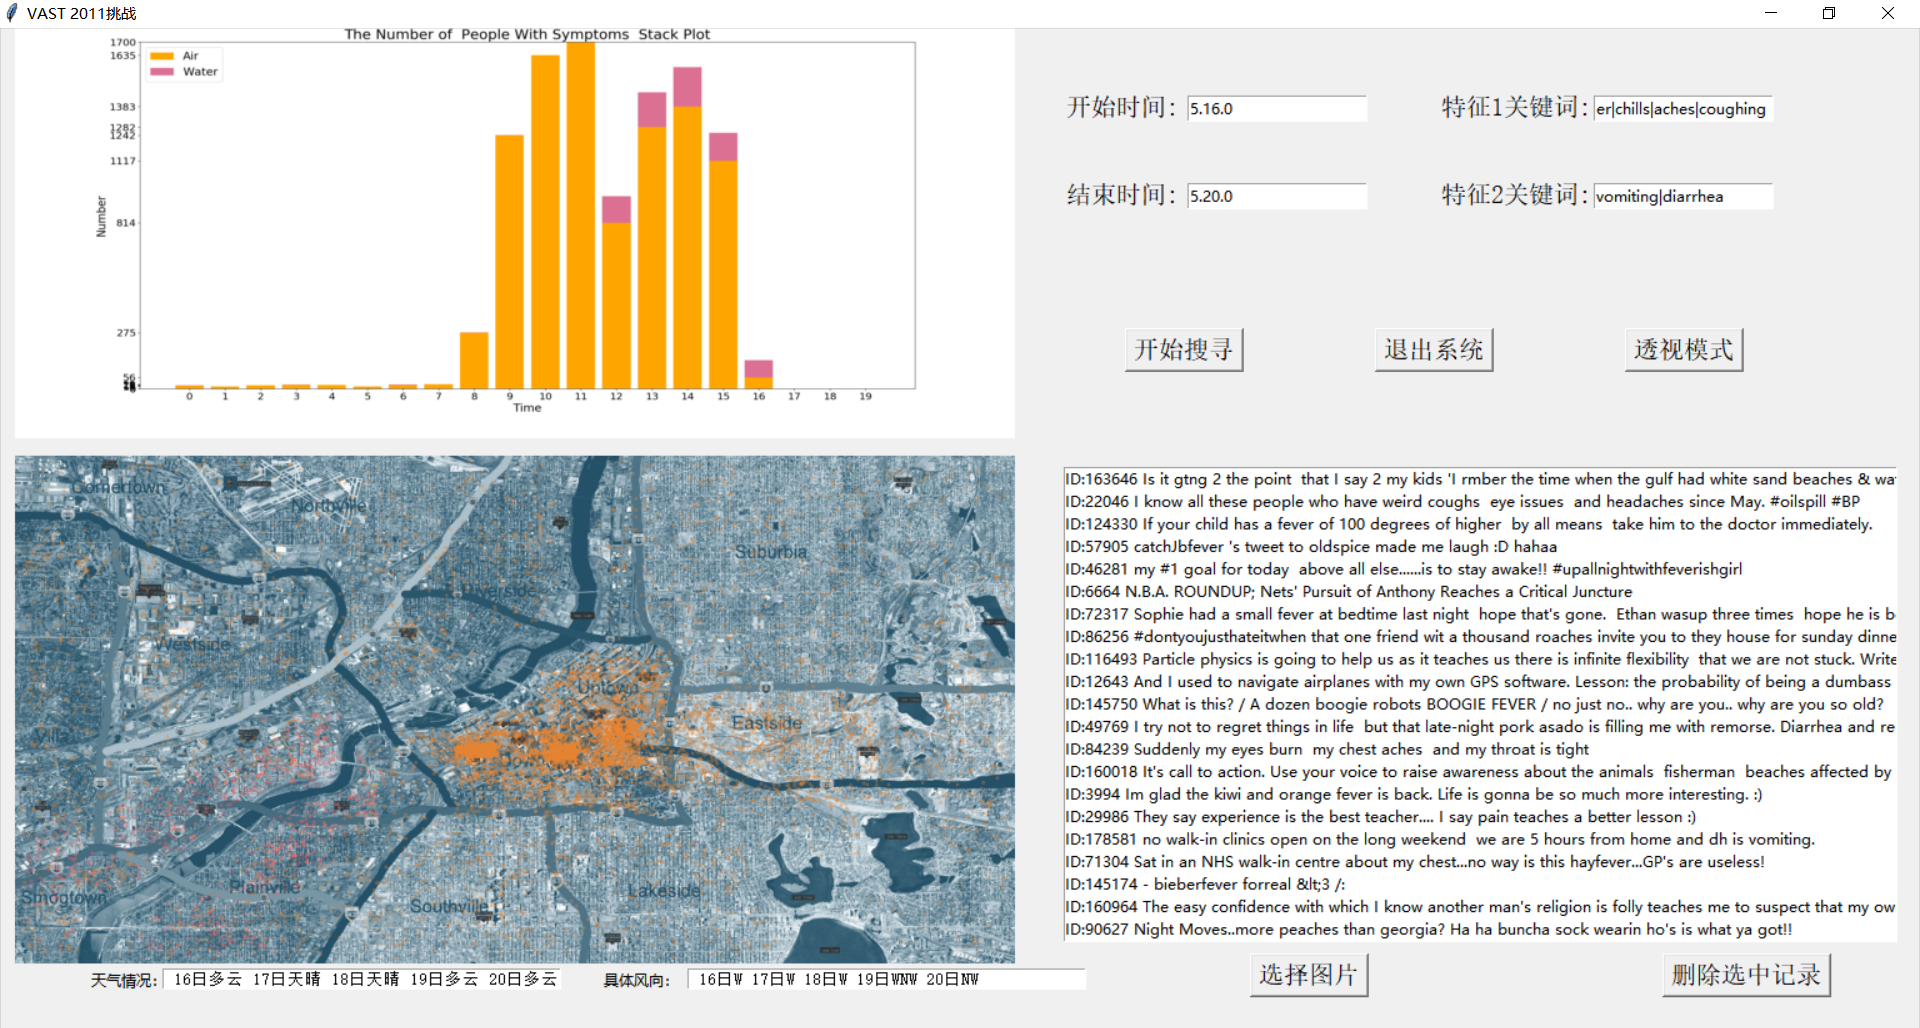 VAST 2011挑战
The Number of  People With Symptoms  Stack Plot
Air
Water
1700
1635
1383
1282
1242
1117
814
275
56
Number
0 1 2 3 4 5 6 7 8 9 10 11 12 13 14 15 16 17 18 19
Time
开始时间: 5.16.0
特征1关键词: er|chills|aches|coughing
结束时间: 5.20.0
特征2关键词: vomiting|diarrhea
开始搜寻
退出系统
透视模式
Cornertown
Northville
Suburbia
Westside
Uptown
Eastside
Villa
Plainville
Smogtown
Southville
Lakeside
ID:163646 Is it gtng 2 the point  that I say 2 my kids 'I rmber the time when the gulf had white sand beaches & wa
ID:22046 I know all these people who have weird coughs  eye issues  and headaches since May. #oilspill #BP
ID:124330 If your child has a fever of 100 degrees of higher  by all means  take him to the doctor immediately.
ID:57905 catchJbfever 's tweet to oldspice made me laugh :D hahaa
ID:46281 my #1 goal for today  above all else......is to stay awake!! #upallnightwithfeverishgirl
ID:6664 N.B.A. ROUNDUP; Nets' Pursuit of Anthony Reaches a Critical Juncture
ID:72317 Sophie had a small fever at bedtime last night  hope that's gone.  Ethan wasup three times  hope he is b
ID:86256 #dontyoujusthateitwhen that one friend wit a thousand roaches invite you to they house for sunday dinne
ID:116493 Particle physics is going to help us as it teaches us there is infinite flexibility  that we are not stuck. Write
ID:12643 And I used to navigate airplanes with my own GPS software. Lesson: the probability of being a dumbass
ID:145750 What is this? / A dozen boogie robots BOOGIE FEVER / no just no.. why are you.. why are you so old?
ID:49769 I try not to regret things in life  but that late-night pork asado is filling me with remorse. Diarrhea and re
ID:84239 Suddenly my eyes burn  my chest aches  and my throat is tight
ID:160018 It's call to action. Use your voice to raise awareness about the animals  fisherman  beaches affected by
ID:3994 Im glad the kiwi and orange fever is back. Life is gonna be so much more interesting. :)
ID:29986 They say experience is the best teacher.... I say pain teaches a better lesson :)
ID:178581 no walk-in clinics open on the long weekend  we are 5 hours from home and dh is vomiting.
ID:71304 Sat in an NHS walk-in centre about my chest...no way is this hayfever...GP's are useless!
ID:145174 - bieberfever forreal &lt;3 /:
ID:160964 The easy confidence with which I know another man's religion is folly teaches me to suspect that my ow
ID:90627 Night Moves..more peaches than georgia? Ha ha buncha sock wearin ho's is what ya got!!
天气情况: 16日多云 17日天晴 18日天晴 19日多云 20日多云
具体风向: 16日W 17日W 18日W 19日WNW 20日NW
选择图片
删除选中记录